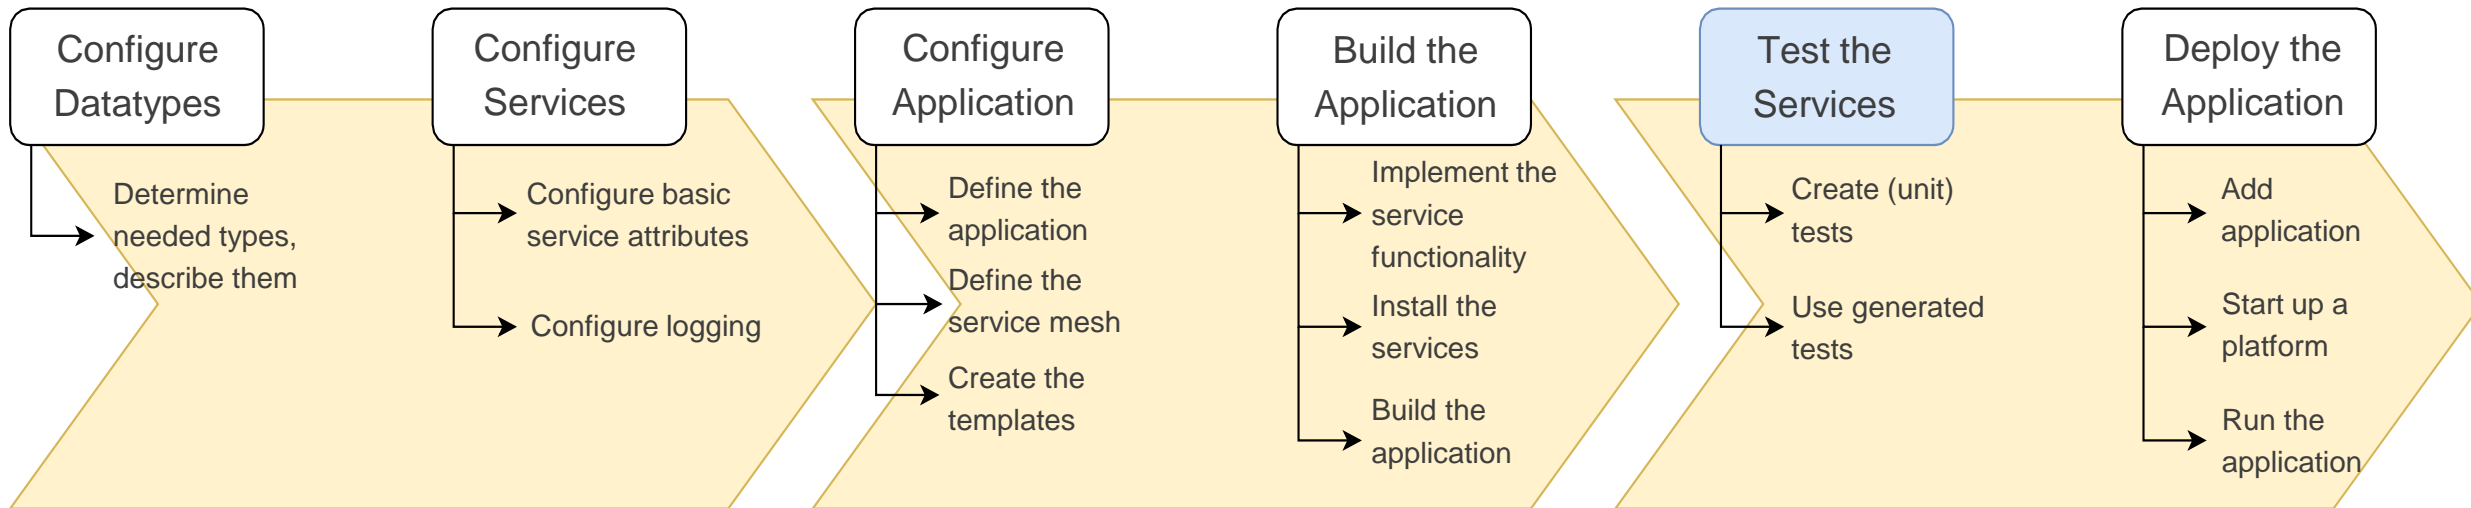 Configure
Datatypes
Determine
needed types,
describe them
Configure
Services
Configure basic
service attributes
Configure logging
Configure
Application
Define the
application
Define the
service mesh
Create the
templates
Build the
Application
Implement the
service
functionality
Install the
services
Build the
application
Test the
Services
Create (unit)
tests
Use generated
tests
Deploy the
Application
Add
application
Start up a
platform
Run the
application